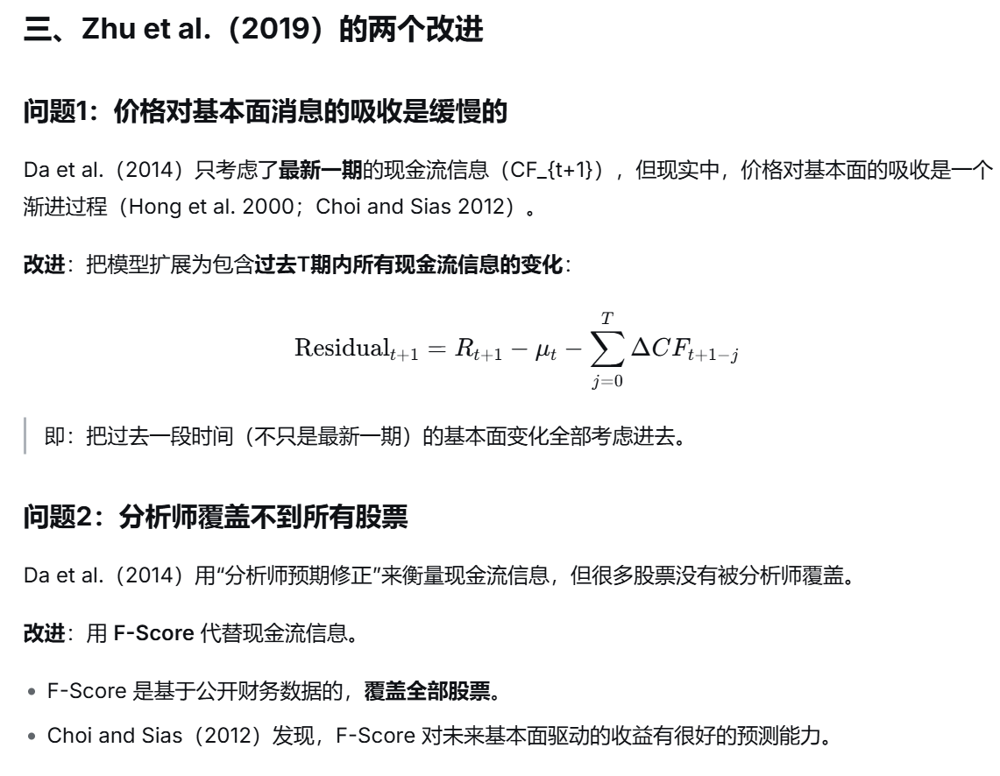 三、Zhu et al.（2019）的两个改进
问题1：价格对基本面消息的吸收是缓慢的
Da et al.（2014）只考虑了最新一期的现金流信息（CF_{t+1}），但现实中，价格对基本面的吸收是一个
渐进过程（Hong et al. 2000；Choi and Sias 2012）。
改进：把模型扩展为包含过去T期内所有现金流信息的变化：
$$\text{Residual}_{t+1} = R_{t+1} - \mu_t - \sum_{j=0}^{T} \Delta CF_{t+1-j}$$
即：把过去一段时间（不只是最新一期）的基本面变化全部考虑进去。
问题2：分析师覆盖不到所有股票
Da et al.（2014）用“分析师预期修正”来衡量现金流信息，但很多股票没有被分析师覆盖。
改进：用 F-Score 代替现金流信息。
• F-Score 是基于公开财务数据的，覆盖全部股票。
• Choi and Sias（2012）发现，F-Score 对未来基本面驱动的收益有很好的预测能力。